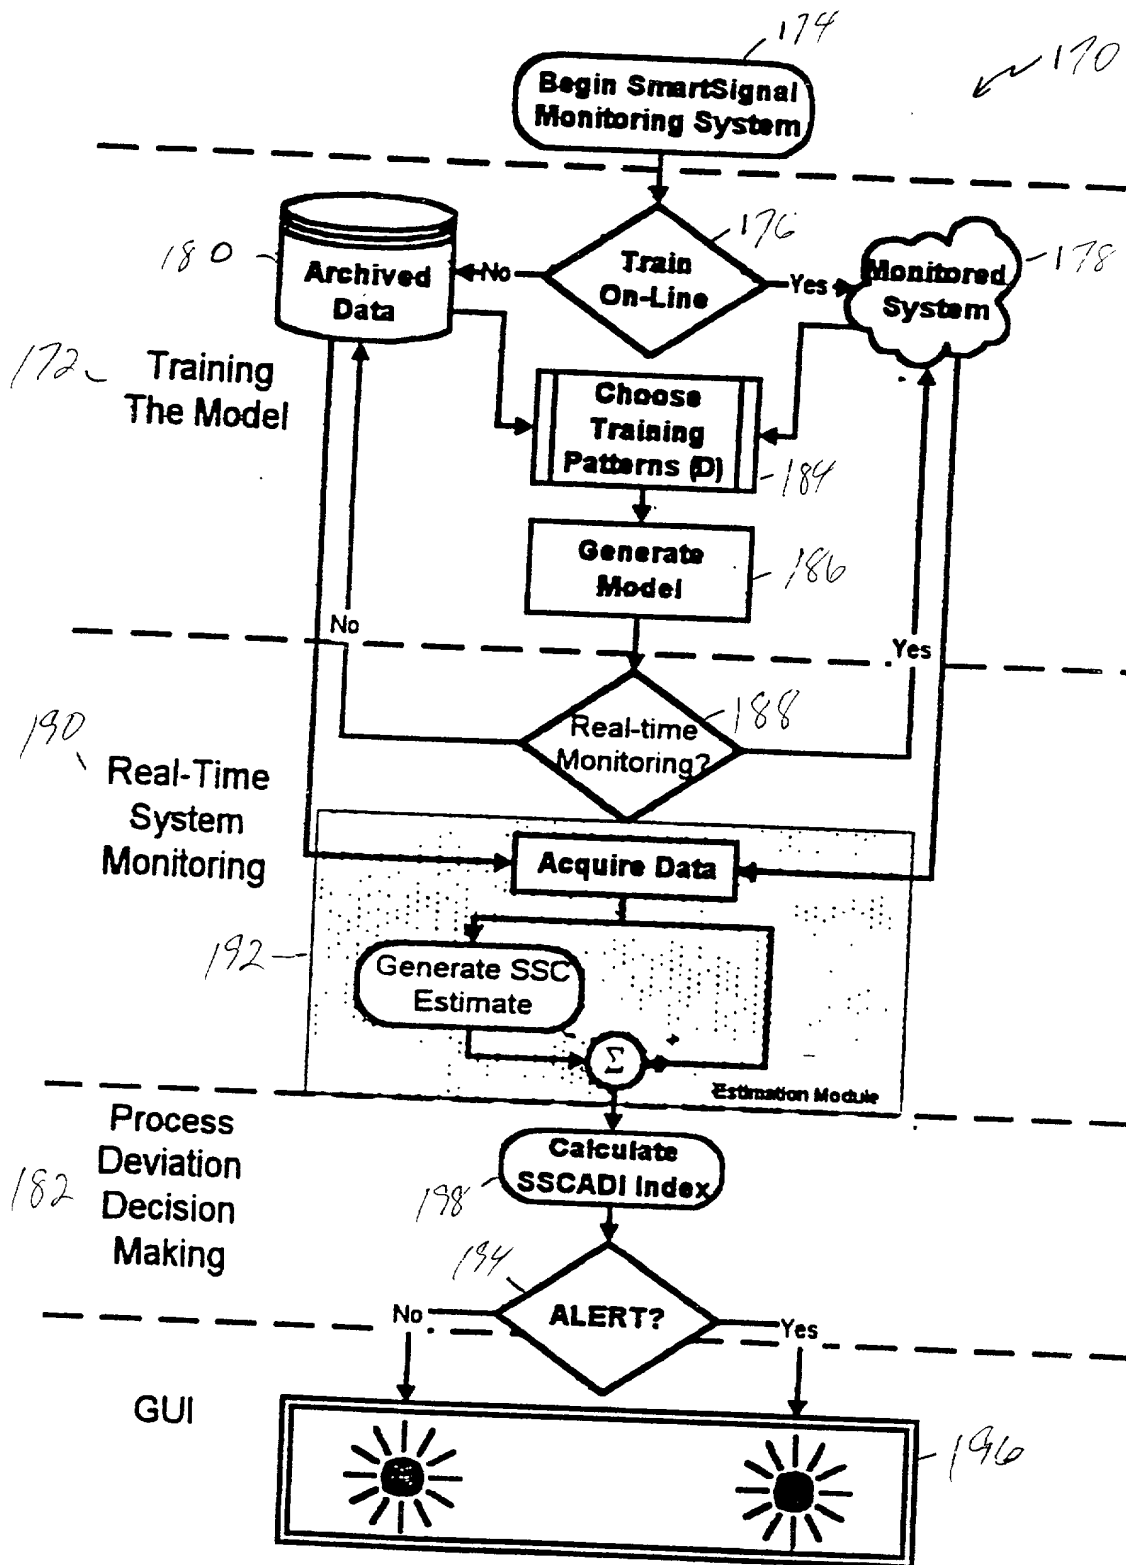 174
170
Begin SmartSignal
Monitoring System
176
178
180
Archived
Data
No
Train
On-Line
Yes
Monitored
System
172
Training
The Model
Choose
Training
Patterns (D)
184
Generate
Model
186
No
Yes
188
190
Real-time
Monitoring?
Real-Time
System
Monitoring
Acquire Data
192
Generate SSC
Estimate
Σ
Estimation Module
182
Process
Deviation
Decision
Making
Calculate
SSCADI Index
198
194
No
ALERT?
Yes
GUI
196